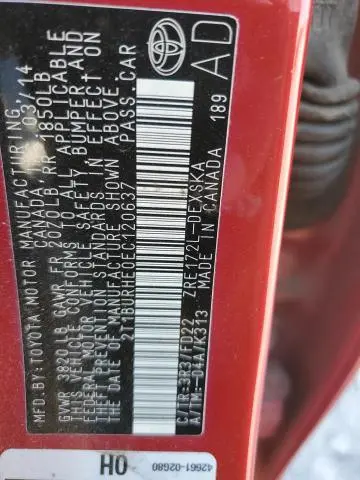 MFD.BY:TOYOTA MOTOR MANUFACTURING,
CANADA INC. 03/14
GVWR 3820LB GAWR FR 2070LB RR 1850LB
THIS VEHICLE CONFORMS TO ALL APPLICABLE
FEDERAL MOTOR VEHICLE SAFETY, BUMPER, AND
THEFT PREVENTION STANDARDS IN EFFECT ON
THE DATE OF MANUFACTURE SHOWN ABOVE.
2T1BURHE0EC120637 PASS.CAR
ZRE172L-DEXSKA
C/TR:3R3/FD22
A/TM:-04A/K313 MADE IN CANADA 189
AD
42661-02G80
0H